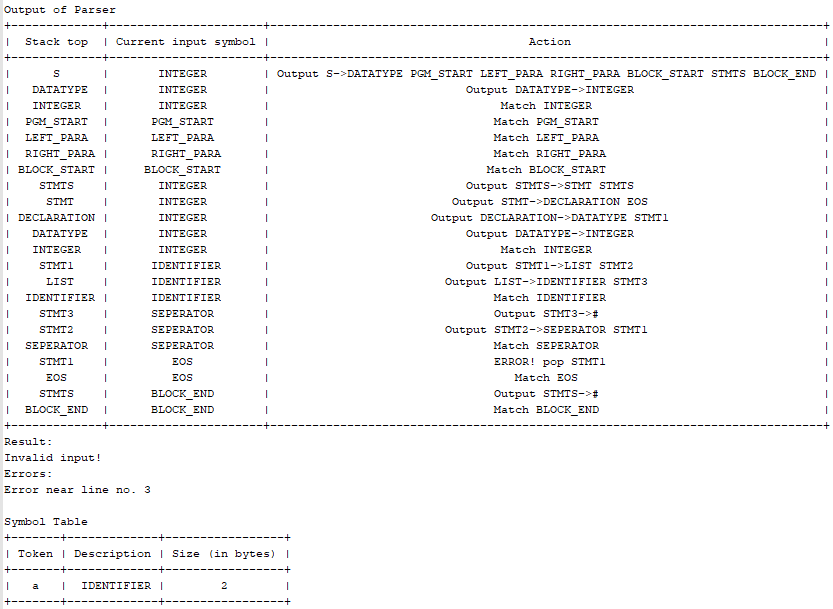 Output of Parser
Stack top | Current input symbol | Action
S | INTEGER | Output S->DATATYPE PGM_START LEFT_PARA RIGHT_PARA BLOCK_START STMTS BLOCK_END
DATATYPE | INTEGER | Output DATATYPE->INTEGER
INTEGER | INTEGER | Match INTEGER
PGM_START | PGM_START | Match PGM_START
LEFT_PARA | LEFT_PARA | Match LEFT_PARA
RIGHT_PARA | RIGHT_PARA | Match RIGHT_PARA
BLOCK_START | BLOCK_START | Match BLOCK_START
STMTS | INTEGER | Output STMTS->STMT STMTS
STMT | INTEGER | Output STMT->DECLARATION EOS
DECLARATION | INTEGER | Output DECLARATION->DATATYPE STMT1
DATATYPE | INTEGER | Output DATATYPE->INTEGER
INTEGER | INTEGER | Match INTEGER
STMT1 | IDENTIFIER | Output STMT1->LIST STMT2
LIST | IDENTIFIER | Output LIST->IDENTIFIER STMT3
IDENTIFIER | IDENTIFIER | Match IDENTIFIER
STMT3 | SEPERATOR | Output STMT3->#
STMT2 | SEPERATOR | Output STMT2->SEPERATOR STMT1
SEPERATOR | SEPERATOR | Match SEPERATOR
STMT1 | EOS | ERROR! pop STMT1
EOS | EOS | Match EOS
STMTS | BLOCK_END | Output STMTS->#
BLOCK_END | BLOCK_END | Match BLOCK_END
Result:
Invalid input!
Errors:
Error near line no. 3
Symbol Table
Token | Description | Size (in bytes)
a | IDENTIFIER | 2